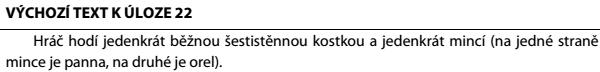 VÝCHOZÍ TEXT K ÚLOZE 22
Hráč hodí jedenkrát běžnou šestistěnnou kostkou a jedenkrát mincí (na jedné straně
mince je panna, na druhé je orel).